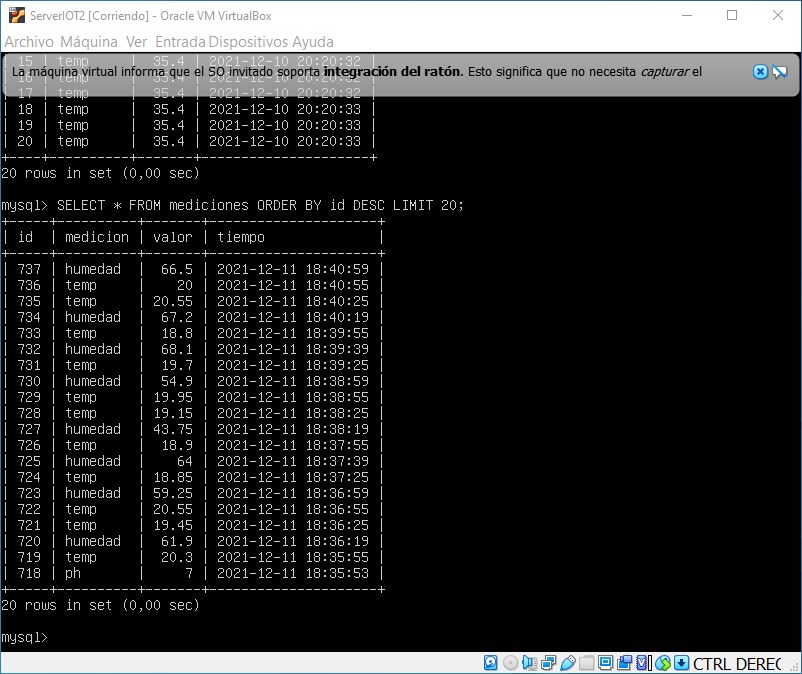 ServerIOT2 [Corriendo] - Oracle VM VirtualBox
Archivo Máquina Ver Entrada Dispositivos Ayuda
| 15 | temp | 35.4 | 2021-12-10 20:20:32 |
La máquina virtual informa que el SO invitado soporta integración del ratón. Esto significa que no necesita capturar el
| 17 | temp | 35.4 | 2021-12-10 20:20:33 |
| 18 | temp | 35.4 | 2021-12-10 20:20:33 |
| 19 | temp | 35.4 | 2021-12-10 20:20:33 |
| 20 | temp | 35.4 | 2021-12-10 20:20:33 |
+----+----------+-------+---------------------+
20 rows in set (0,00 sec)
mysql> SELECT * FROM mediciones ORDER BY id DESC LIMIT 20;
+-----+----------+-------+---------------------+
| id | medicion | valor | tiempo |
+-----+----------+-------+---------------------+
| 737 | humedad | 66.5 | 2021-12-11 18:40:59 |
| 736 | temp | 20 | 2021-12-11 18:40:55 |
| 735 | temp | 20.55 | 2021-12-11 18:40:25 |
| 734 | humedad | 67.2 | 2021-12-11 18:40:19 |
| 733 | temp | 18.8 | 2021-12-11 18:39:55 |
| 732 | humedad | 68.1 | 2021-12-11 18:39:39 |
| 731 | temp | 19.7 | 2021-12-11 18:39:25 |
| 730 | humedad | 54.9 | 2021-12-11 18:38:59 |
| 729 | temp | 19.95 | 2021-12-11 18:38:55 |
| 728 | temp | 19.15 | 2021-12-11 18:38:25 |
| 727 | humedad | 43.75 | 2021-12-11 18:38:19 |
| 726 | temp | 18.9 | 2021-12-11 18:37:55 |
| 725 | humedad | 64 | 2021-12-11 18:37:39 |
| 724 | temp | 18.85 | 2021-12-11 18:37:25 |
| 723 | humedad | 59.25 | 2021-12-11 18:36:59 |
| 722 | temp | 20.55 | 2021-12-11 18:36:55 |
| 721 | temp | 19.45 | 2021-12-11 18:36:25 |
| 720 | humedad | 61.9 | 2021-12-11 18:36:19 |
| 719 | temp | 20.3 | 2021-12-11 18:35:55 |
| 718 | ph | 7 | 2021-12-11 18:35:53 |
+-----+----------+-------+---------------------+
20 rows in set (0,00 sec)
mysql>
CTRL DEREC